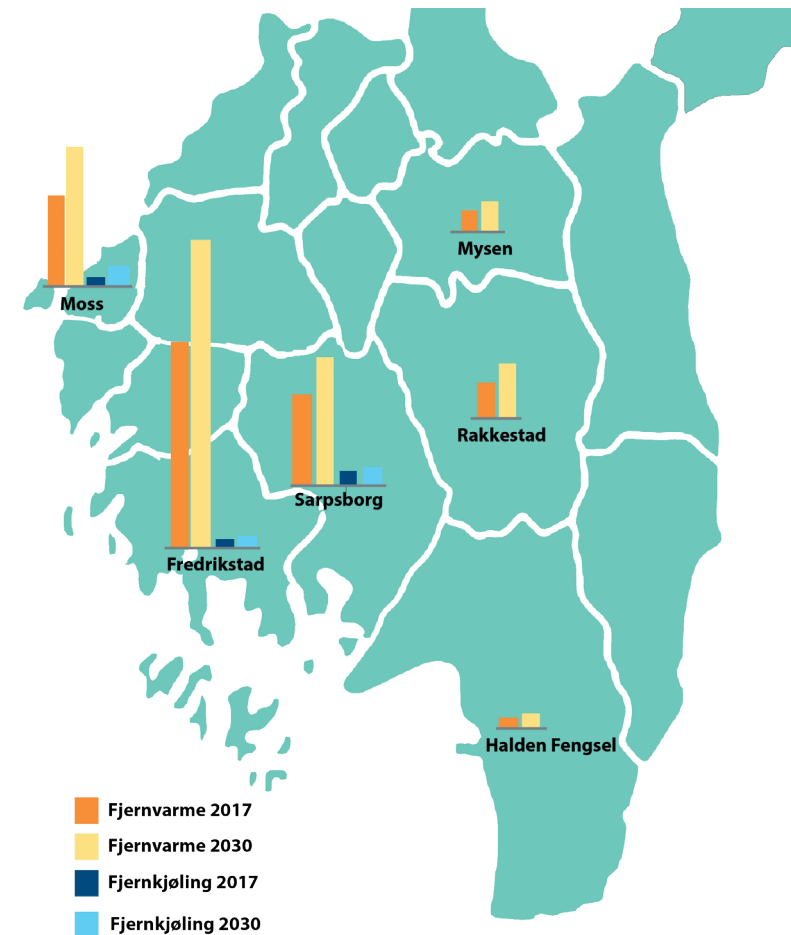 Mysen
Moss
Rakkestad
Sarpsborg
Fredrikstad
Halden Fengsel
Fjernvarme 2017
Fjernvarme 2030
Fjernkjøling 2017
Fjernkjøling 2030